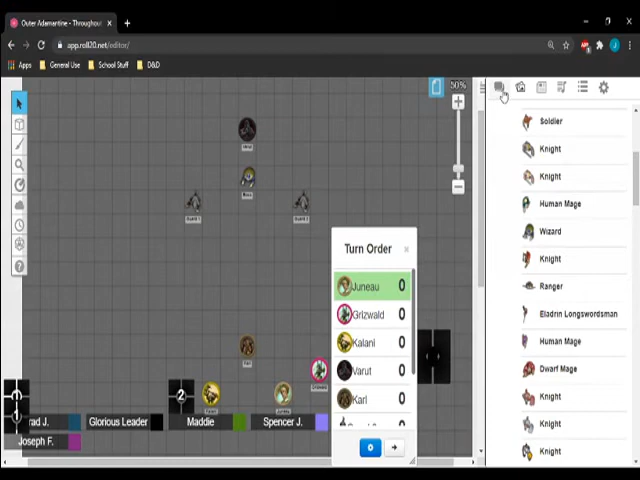 Outer Adamantine - Throughout
app.roll20.net/editor/
Apps General Use School Stuff D&D
50%
Soldier
Knight
Knight
Human Mage
Wizard
Knight
Ranger
Eladrin Longswordsman
Human Mage
Dwarf Mage
Knight
Knight
Knight
Turn Order
Juneau 0
Grizwald 0
Kalani 0
Varut 0
Karl 0
2
rad J.
Glorious Leader
Maddie
Spencer J.
Joseph F.